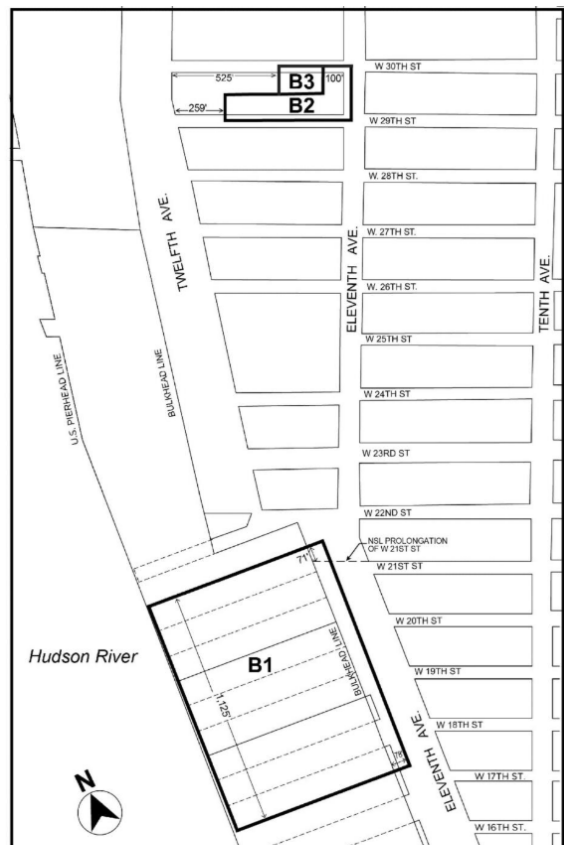 W 30TH ST
525'
B3
100'
B2
259'
W 29TH ST
W. 28TH ST.
TWELFTH AVE.
ELEVENTH AVE.
TENTH AVE.
W. 27TH ST.
W. 26TH ST.
W 25TH ST
W 24TH ST
U.S. PIERHEAD LINE
BULKHEAD LINE
W 23RD ST
W 22ND ST
NSL PROLONGATION
OF W 21ST ST
71'
W 21ST ST
W 20TH ST
Hudson River
B1
BULKHEAD LINE
W 19TH ST
1,125'
ELEVENTH AVE.
W 18TH ST
78'
N
W 17TH ST.
W 16TH ST.